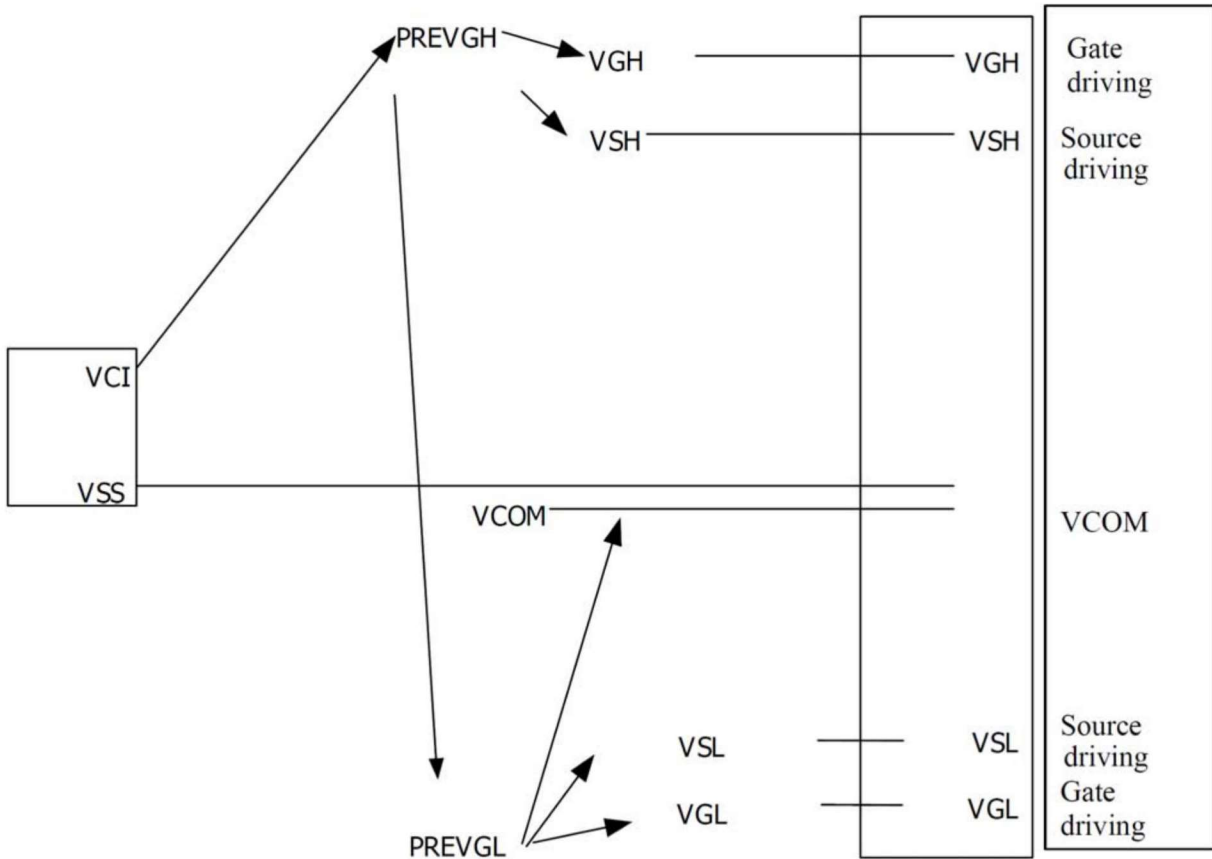 PREVGH
VGH
VGH
Gate
driving
VSH
VSH
Source
driving
VCI
VSS
VCOM
VCOM
VSL
VSL
Source
driving
VGL
VGL
Gate
driving
PREVGL